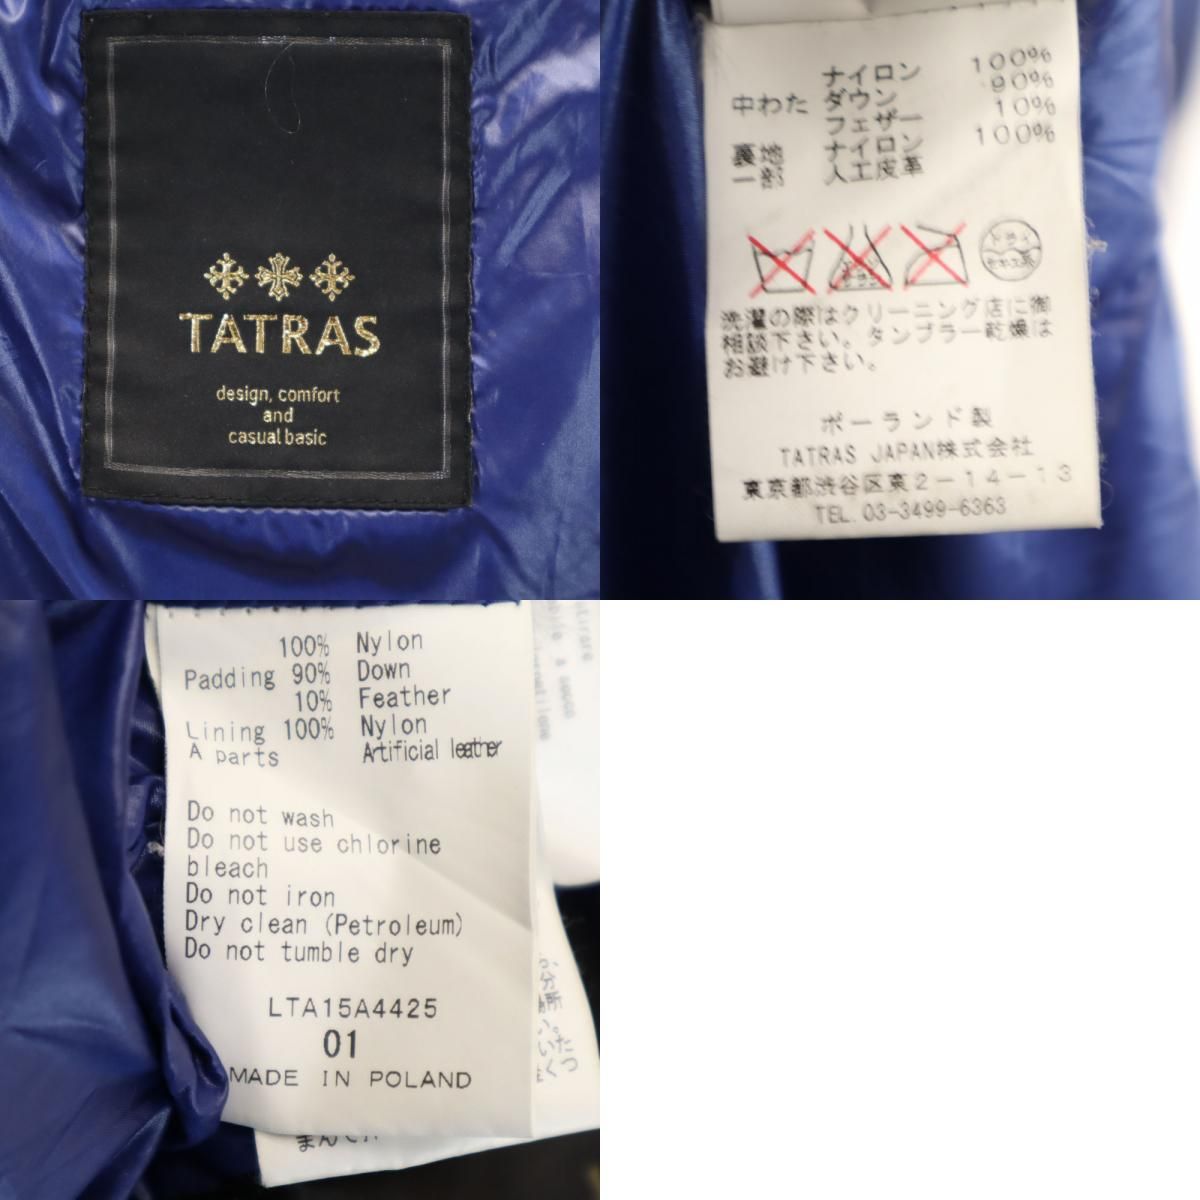 TATRAS
design, comfort
and
casual basic
ナイロン 100%
中わた ダウン 90%
フェザー 10%
裏地 ナイロン 100%
一部 人工皮革
ドライ
セキユ系
洗濯の際はクリーニング店に御
相談下さい。タンブラー乾燥は
お避け下さい。
ポーランド製
TATRAS JAPAN株式会社
東京都渋谷区東2-14-13
TEL. 03-3499-6363
100% Nylon
Padding 90% Down
10% Feather
Lining 100% Nylon
A parts Artificial leather
Do not wash
Do not use chlorine
bleach
Do not iron
Dry clean (Petroleum)
Do not tumble dry
LTA15A4425
01
MADE IN POLAND